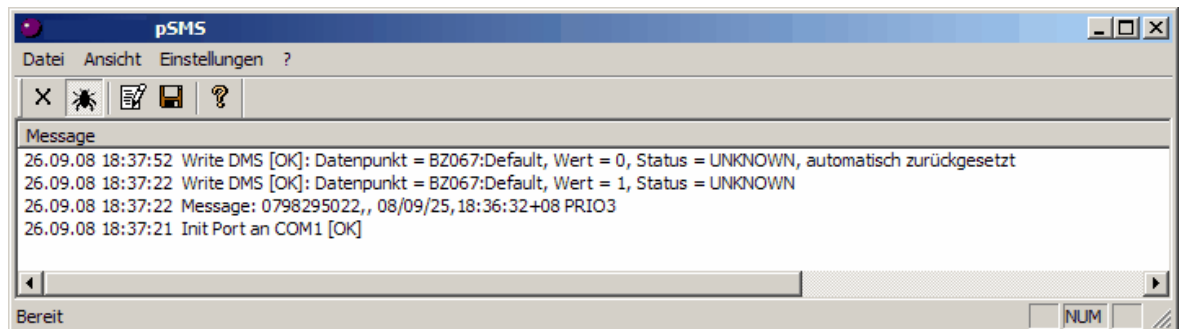 pSMS
Datei Ansicht Einstellungen ?
Message
26.09.08 18:37:52 Write DMS [OK]: Datenpunkt = BZ067:Default, Wert = 0, Status = UNKNOWN, automatisch zurückgesetzt
26.09.08 18:37:22 Write DMS [OK]: Datenpunkt = BZ067:Default, Wert = 1, Status = UNKNOWN
26.09.08 18:37:22 Message: 0798295022,, 08/09/25,18:36:32+08 PRIO3
26.09.08 18:37:21 Init Port an COM1 [OK]
Bereit NUM